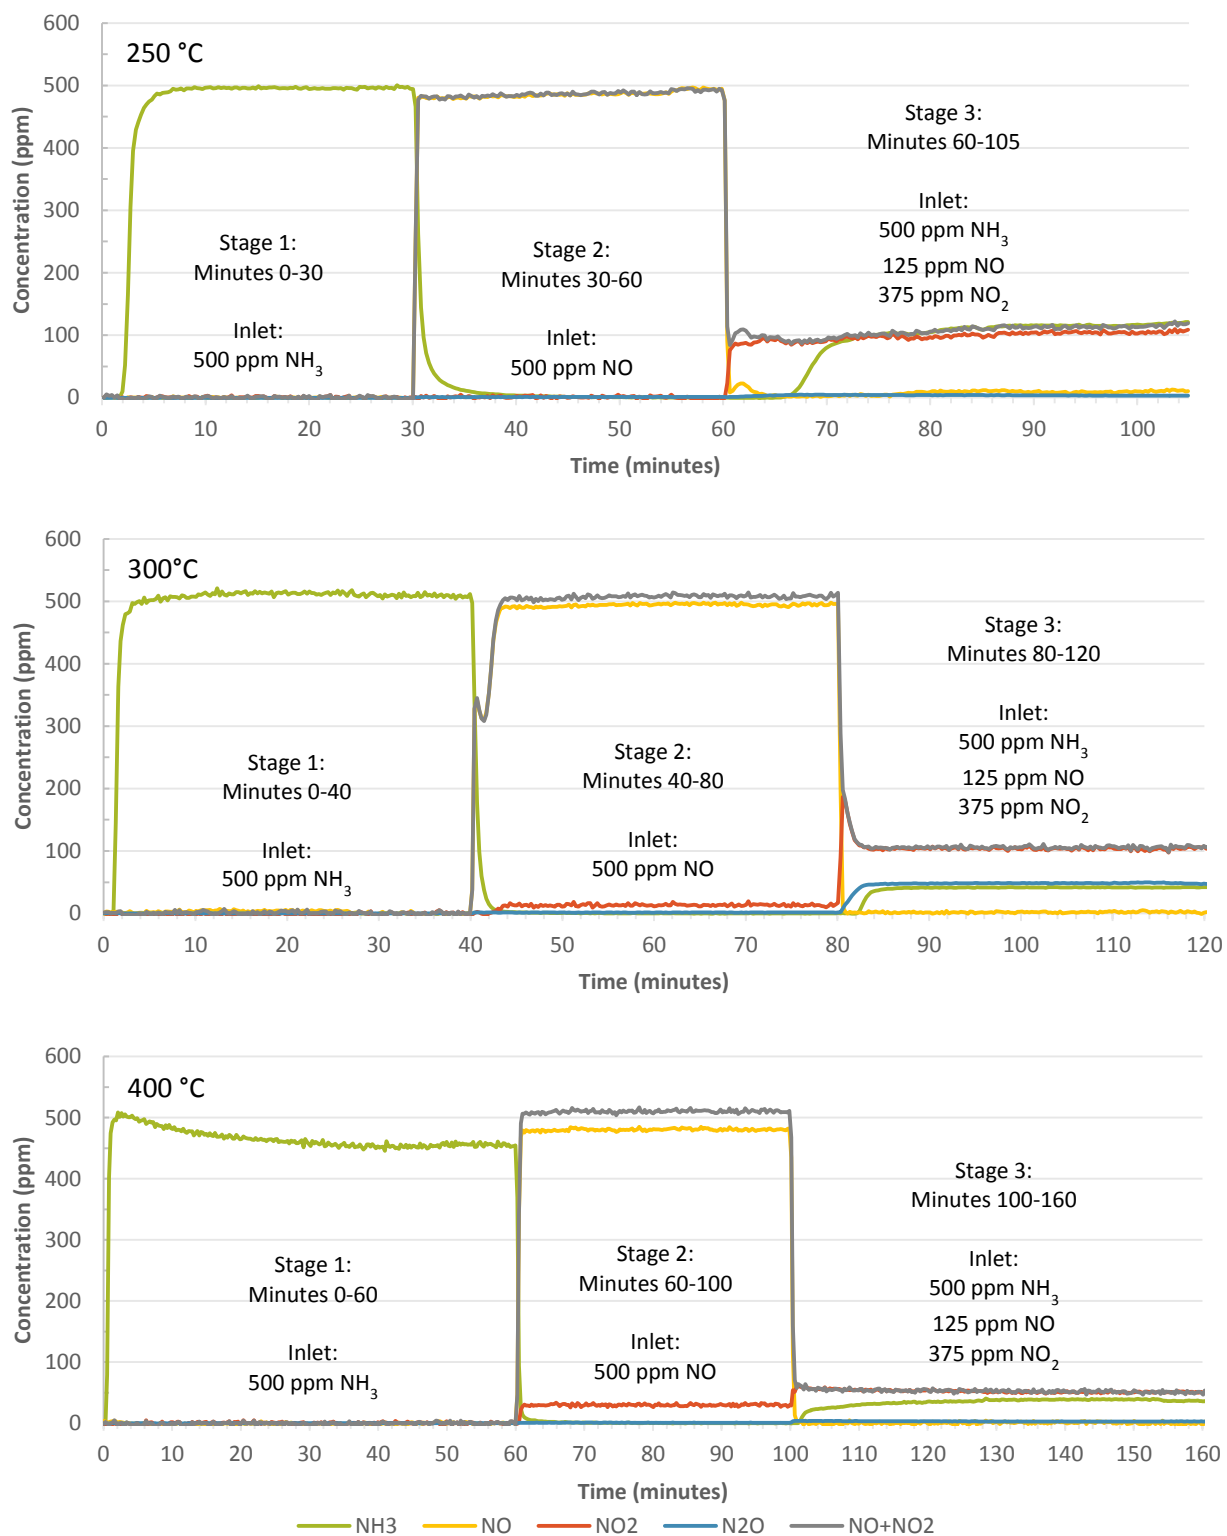 250 °C
600
500
400
300
200
100
0
Concentration (ppm)
Stage 1:
Minutes 0-30
Inlet:
500 ppm NH3
Stage 2:
Minutes 30-60
Inlet:
500 ppm NO
Stage 3:
Minutes 60-105
Inlet:
500 ppm NH3
125 ppm NO
375 ppm NO2
0 10 20 30 40 50 60 70 80 90 100
Time (minutes)
300°C
600
500
400
300
200
100
0
Concentration (ppm)
Stage 1:
Minutes 0-40
Inlet:
500 ppm NH3
Stage 2:
Minutes 40-80
Inlet:
500 ppm NO
Stage 3:
Minutes 80-120
Inlet:
500 ppm NH3
125 ppm NO
375 ppm NO2
0 10 20 30 40 50 60 70 80 90 100 110 120
Time (minutes)
400 °C
600
500
400
300
200
100
0
Concentration (ppm)
Stage 1:
Minutes 0-60
Inlet:
500 ppm NH3
Stage 2:
Minutes 60-100
Inlet:
500 ppm NO
Stage 3:
Minutes 100-160
Inlet:
500 ppm NH3
125 ppm NO
375 ppm NO2
0 10 20 30 40 50 60 70 80 90 100 110 120 130 140 150 160
Time (minutes)
NH3 NO NO2 N2O NO+NO2